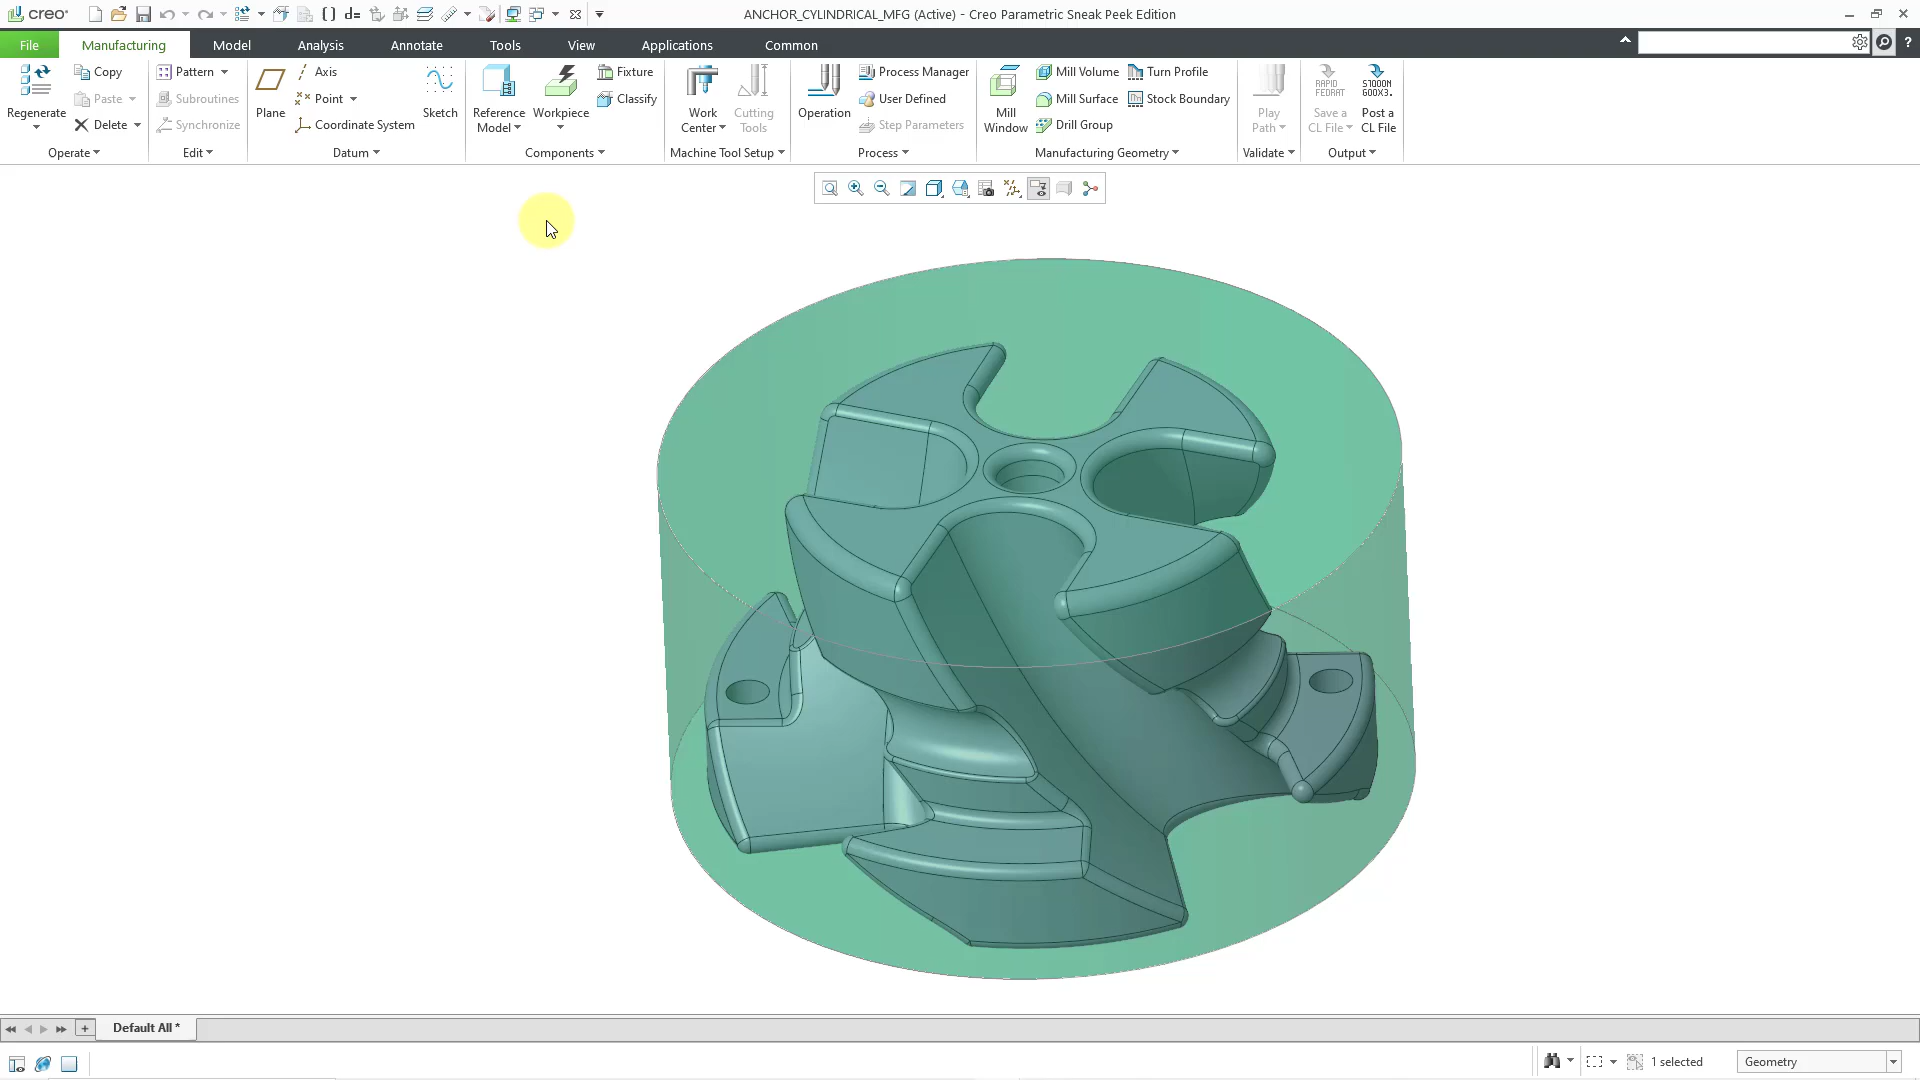 creo® ANCHOR_CYLINDRICAL_MFG (Active) - Creo Parametric Sneak Peek Edition
File Manufacturing Model Analysis Annotate Tools View Applications Common
Regenerate
Copy
Paste
Delete
Operate
Pattern
Subroutines
Synchronize
Edit
Plane
Axis
Point
Coordinate System
Sketch
Datum
Reference
Model
Workpiece
Fixture
Classify
Components
Work
Center
Cutting
Tools
Machine Tool Setup
Operation
Process Manager
User Defined
Step Parameters
Process
Mill
Window
Mill Volume
Mill Surface
Drill Group
Turn Profile
Stock Boundary
Manufacturing Geometry
Play
Path
Validate
RAPID
FEDRAT
Save a
CL File
S1000N
G00X3.
Post a
CL File
Output
Default All *
1 selected
Geometry